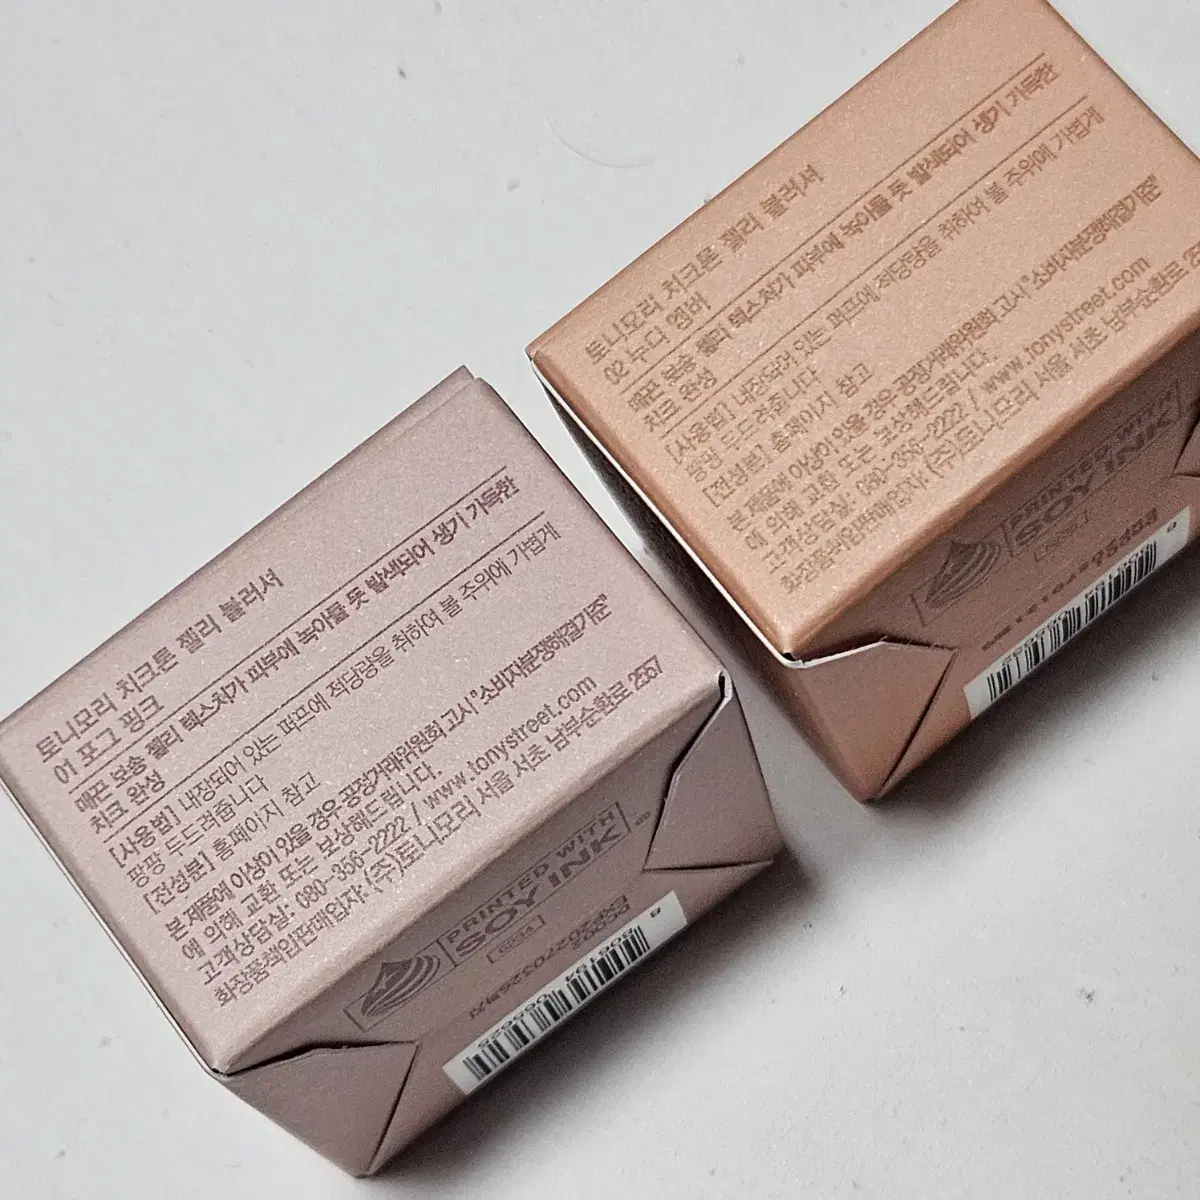 토니모리 치크톤 젤리 블러셔
01 포그 핑크
매끈 보송 젤리 텍스처가 피부에 녹아들 듯 발색되어 생기 가득한
치크 완성
[사용법] 내장되어 있는 퍼프에 적당량을 취하여 볼 주위에 가볍게
팡팡 두드려줍니다
[전성분] 홈페이지 참고
본 제품에 이상이 있을 경우 공정거래위원회 고시 "소비자분쟁해결기준"
에 의해 교환 또는 보상해드립니다.
고객상담실: 080-356-2222 / www.tonystreet.com
화장품책임판매업자: (주)토니모리 서울 서초 남부순환로 2557
PRINTED WITH
SOY INK
토니모리 치크톤 젤리 블러셔
02 누디 엠버
매끈 보송 젤리 텍스처가 피부에 녹아들 듯 발색되어 생기 가득한
치크 완성
[사용법] 내장되어 있는 퍼프에 적당량을 취하여 볼 주위에 가볍게
팡팡 두드려줍니다
[전성분] 홈페이지 참고
본 제품에 이상이 있을 경우 공정거래위원회 고시 "소비자분쟁해결기준"
에 의해 교환 또는 보상해드립니다.
고객상담실: 080-356-2222 / www.tonystreet.com
화장품책임판매업자: (주)토니모리 서울 서초 남부순환로
PRINTED WITH
SOY INK